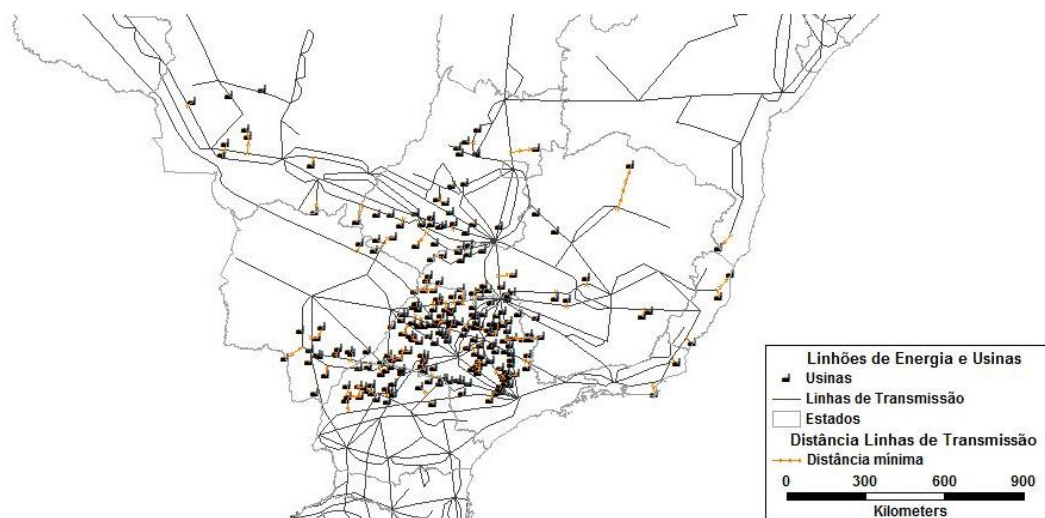 Linhões de Energia e Usinas
Usinas
Linhas de Transmissão
Estados
Distância Linhas de Transmissão
Distância mínima
0 300 600 900
Kilometers